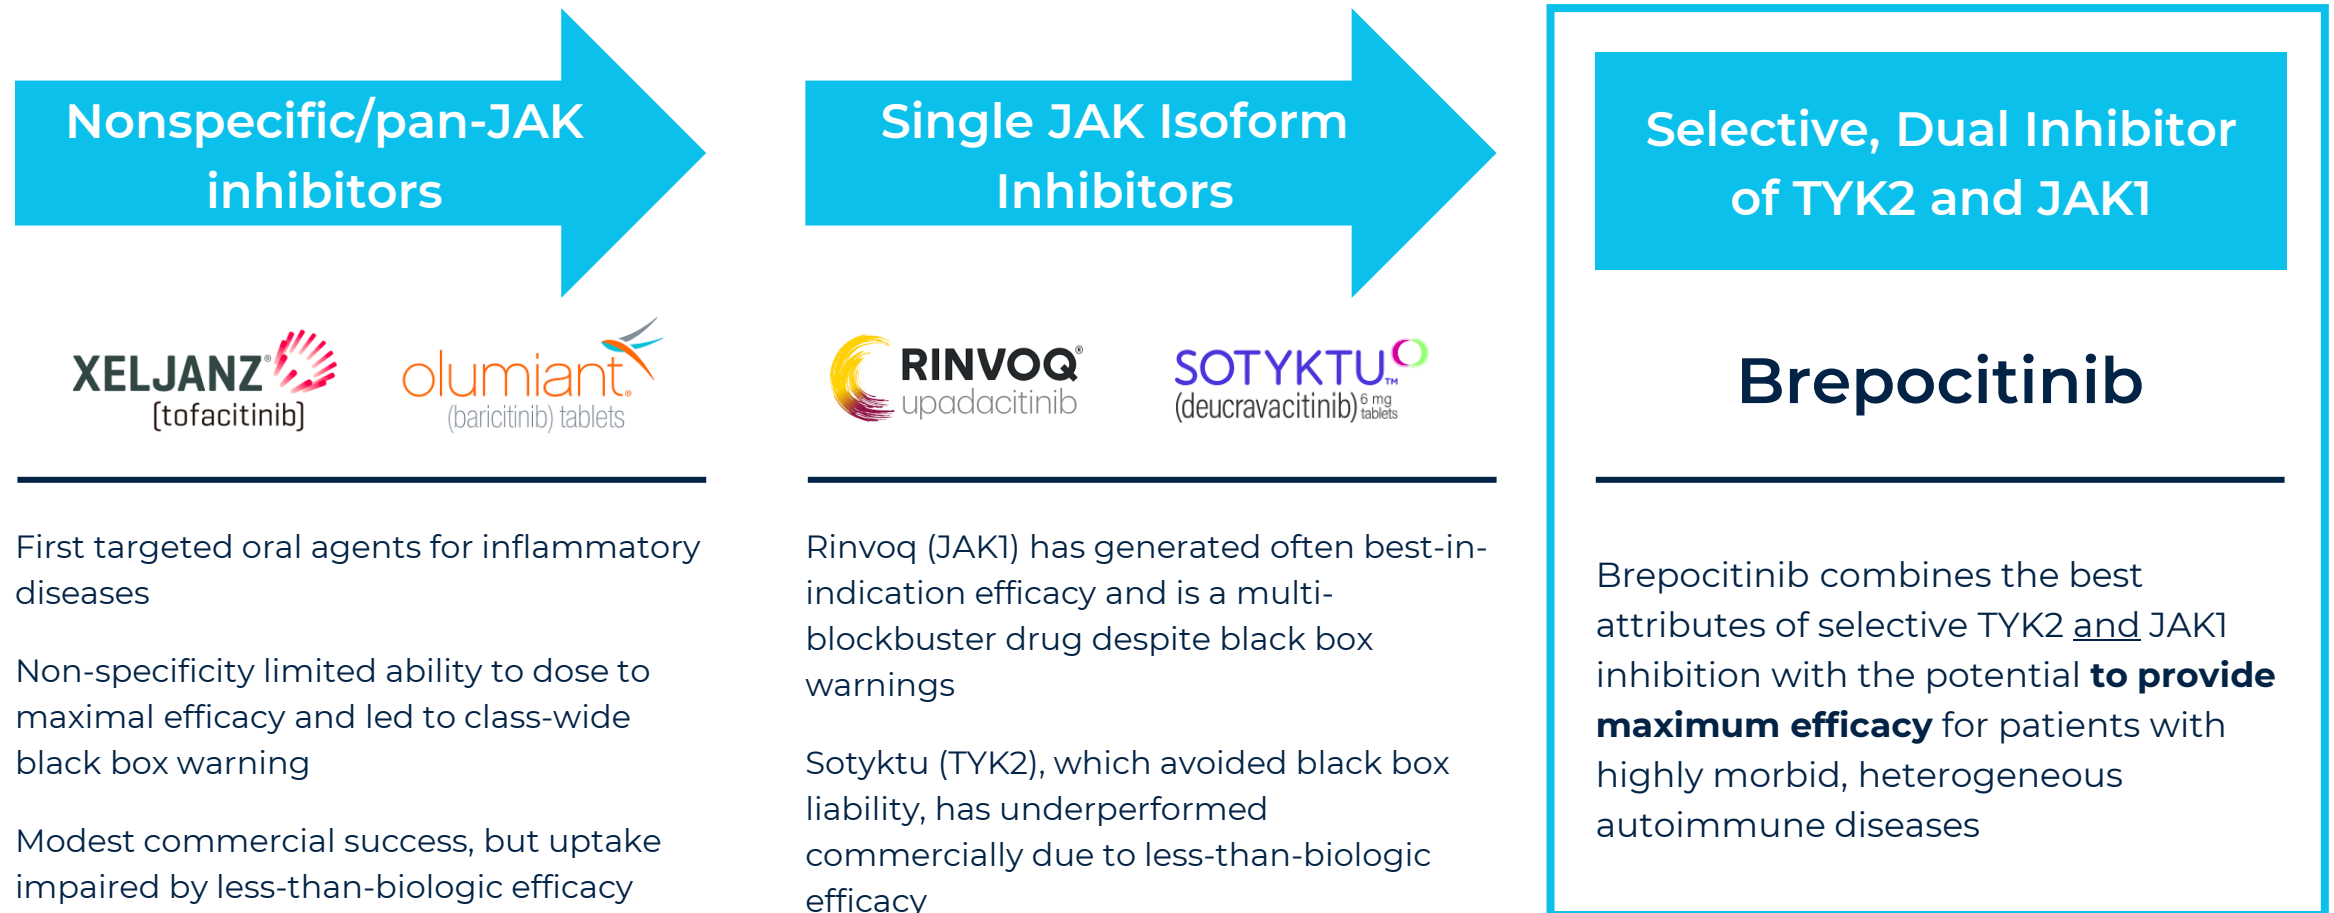 Nonspecific/pan-JAK
inhibitors
XELJANZ®
(tofacitinib)
olumiant®
(baricitinib) tablets
First targeted oral agents for inflammatory
diseases
Non-specificity limited ability to dose to
maximal efficacy and led to class-wide
black box warning
Modest commercial success, but uptake
impaired by less-than-biologic efficacy
Single JAK Isoform
Inhibitors
RINVOQ®
upadacitinib
SOTYKTU™
(deucravacitinib) 6 mg
tablets
Rinvoq (JAK1) has generated often best-in-
indication efficacy and is a multi-
blockbuster drug despite black box
warnings
Sotyktu (TYK2), which avoided black box
liability, has underperformed
commercially due to less-than-biologic
efficacy
Selective, Dual Inhibitor
of TYK2 and JAK1
Brepocitinib
Brepocitinib combines the best
attributes of selective TYK2 and JAK1
inhibition with the potential to provide
maximum efficacy for patients with
highly morbid, heterogeneous
autoimmune diseases